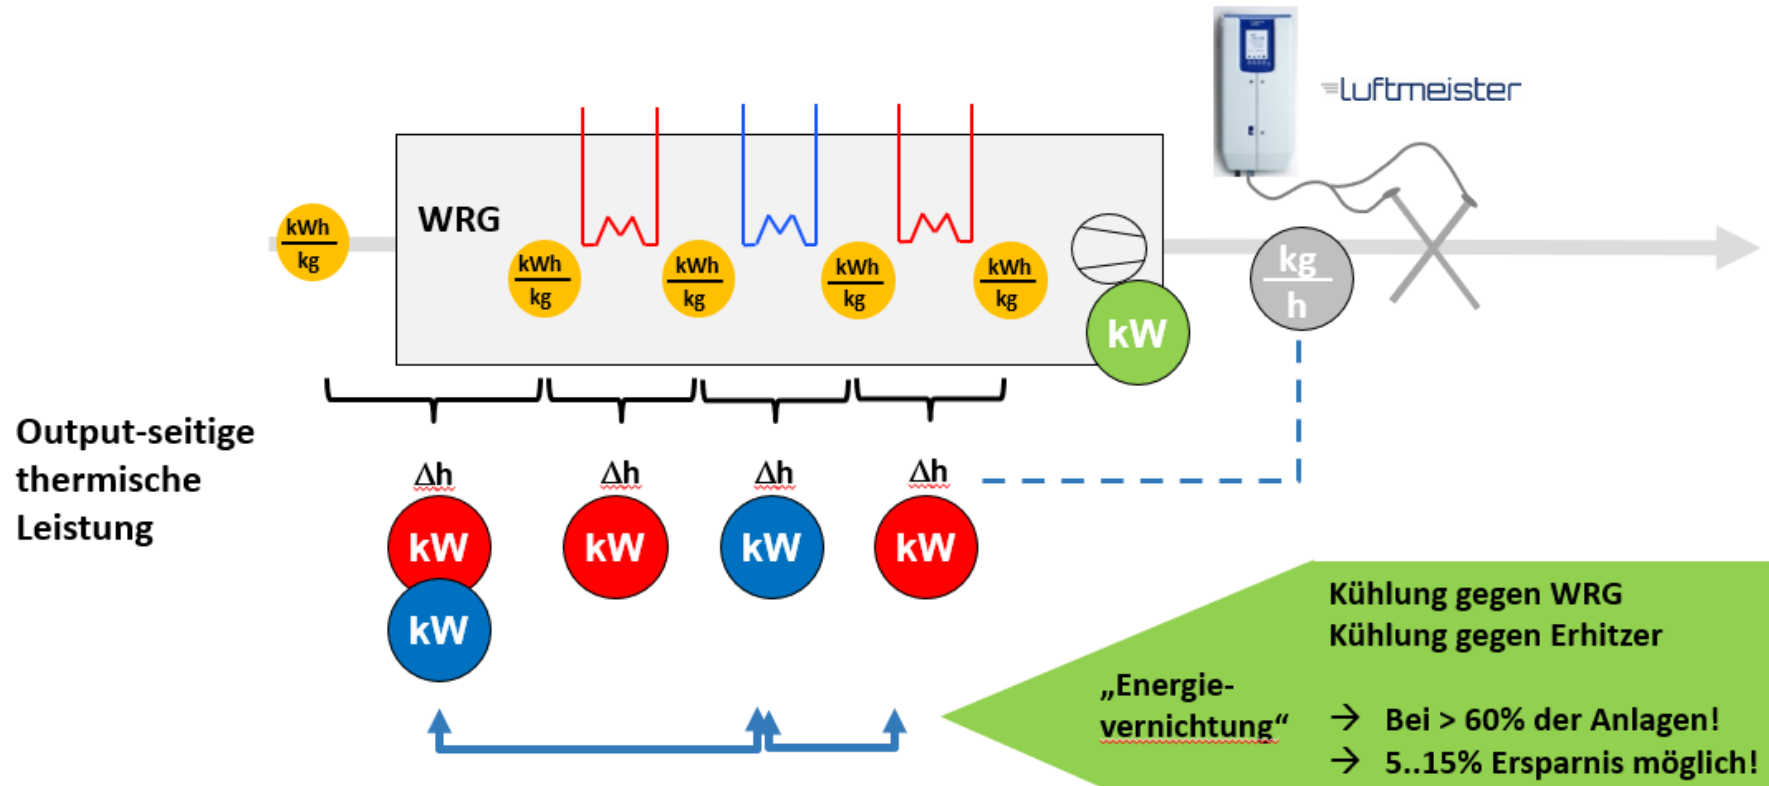 luftmeister
WRG
kWh
kg
kWh
kg
kWh
kg
kWh
kg
kWh
kg
kg
h
kW
Output-seitige
thermische
Leistung
Δh
Δh
Δh
Δh
kW
kW
kW
kW
kW
Kühlung gegen WRG
Kühlung gegen Erhitzer
„Energie-
vernichtung“
→ Bei > 60% der Anlagen!
→ 5..15% Ersparnis möglich!